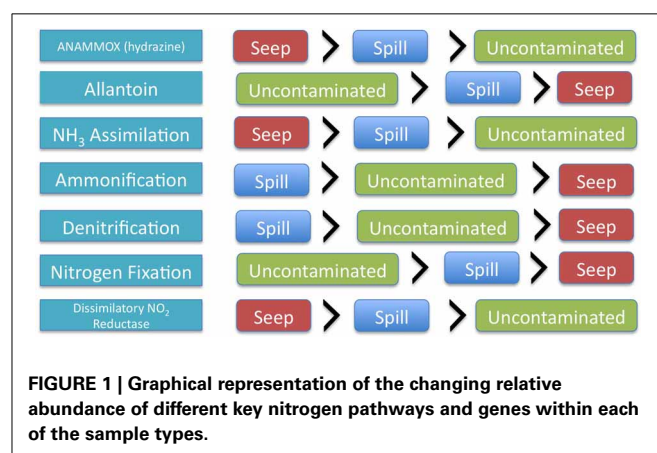 ANAMMOX (hydrazine) Seep > Spill > Uncontaminated
Allantoin Uncontaminated > Spill > Seep
NH₃ Assimilation Seep > Spill > Uncontaminated
Ammonification Spill > Uncontaminated > Seep
Denitrification Spill > Uncontaminated > Seep
Nitrogen Fixation Uncontaminated > Spill > Seep
Dissimilatory NO₂
Reductase Seep > Spill > Uncontaminated
FIGURE 1 | Graphical representation of the changing relative
abundance of different key nitrogen pathways and genes within each
of the sample types.